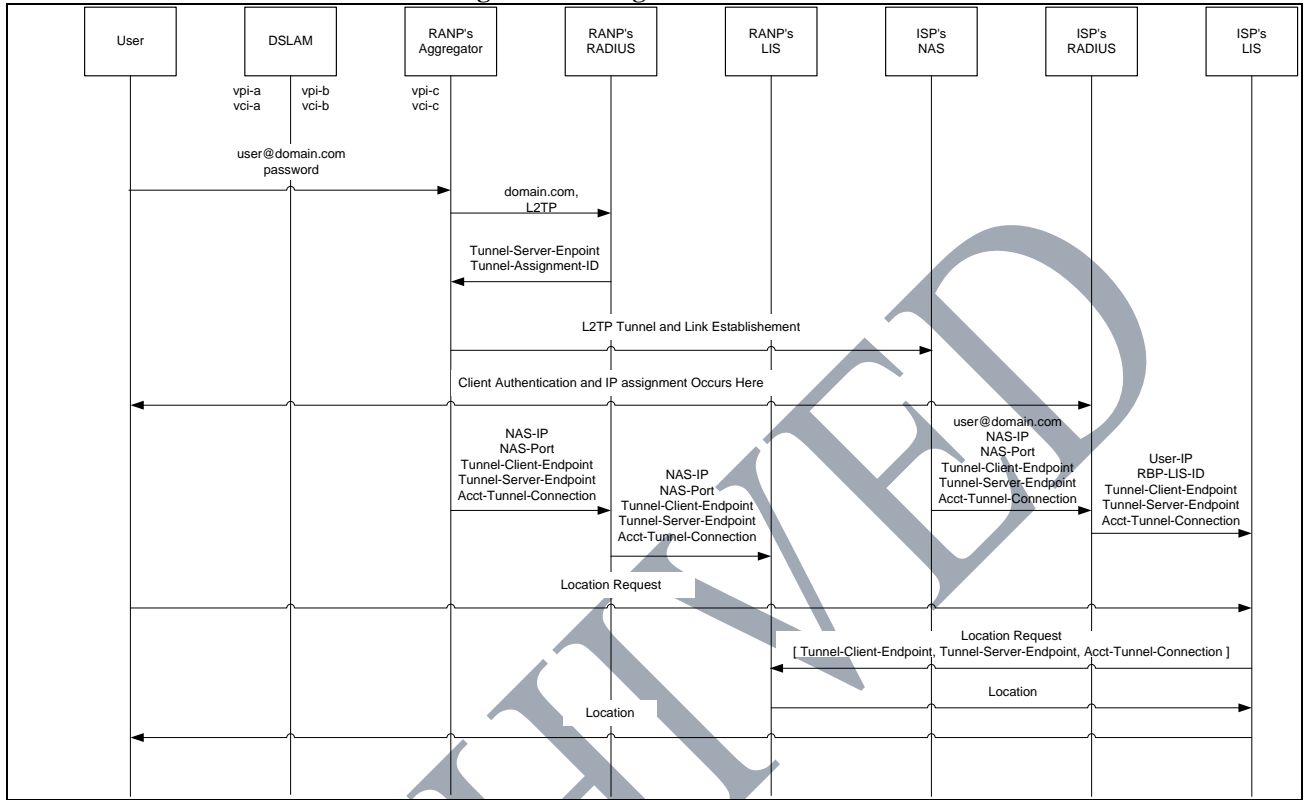 User
DSLAM
RANP's
Aggregator
RANP's
RADIUS
RANP's
LIS
ISP's
NAS
ISP's
RADIUS
ISP's
LIS
vpi-a
vci-a
vpi-b
vci-b
vpi-c
vci-c
user@domain.com
password
domain.com,
L2TP
Tunnel-Server-Enpoint
Tunnel-Assignment-ID
L2TP Tunnel and Link Establishement
Client Authentication and IP assignment Occurs Here
NAS-IP
NAS-Port
Tunnel-Client-Endpoint
Tunnel-Server-Endpoint
Acct-Tunnel-Connection
NAS-IP
NAS-Port
Tunnel-Client-Endpoint
Tunnel-Server-Endpoint
Acct-Tunnel-Connection
user@domain.com
NAS-IP
NAS-Port
Tunnel-Client-Endpoint
Tunnel-Server-Endpoint
Acct-Tunnel-Connection
User-IP
RBP-LIS-ID
Tunnel-Client-Endpoint
Tunnel-Server-Endpoint
Acct-Tunnel-Connection
Location Request
Location Request
[ Tunnel-Client-Endpoint, Tunnel-Server-Endpoint, Acct-Tunnel-Connection ]
Location
Location
HIVED